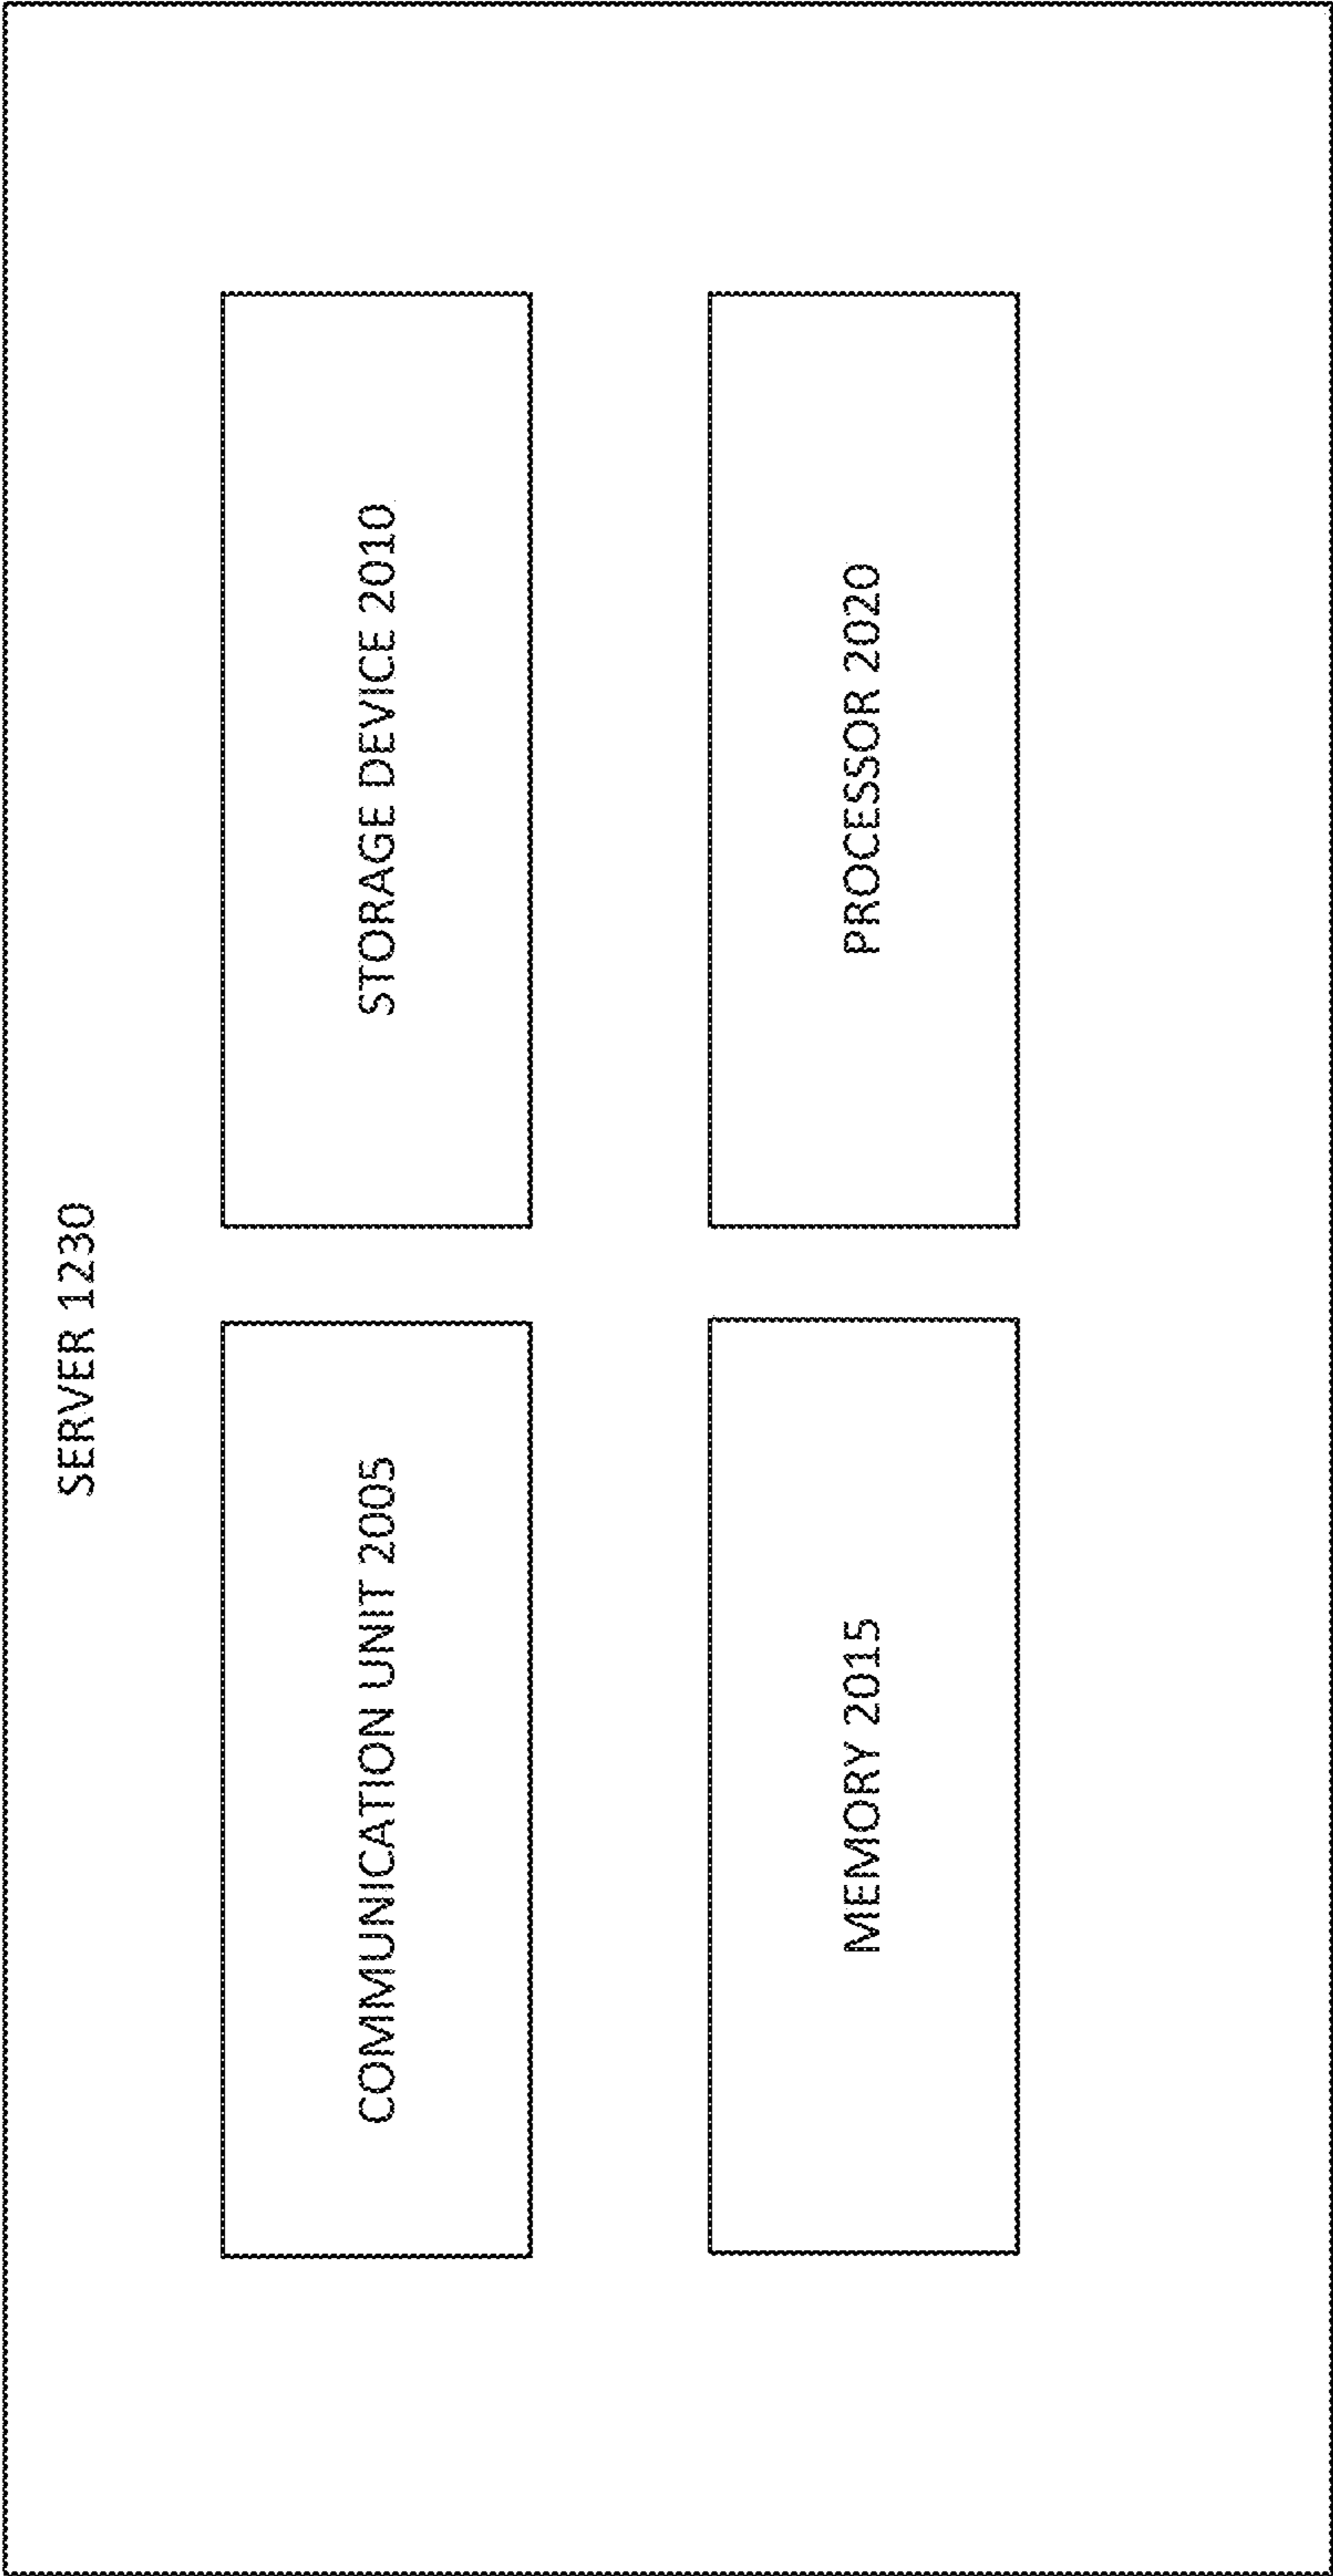 SERVER 1230
COMMUNICATION UNIT 2005
STORAGE DEVICE 2010
MEMORY 2015
PROCESSOR 2020